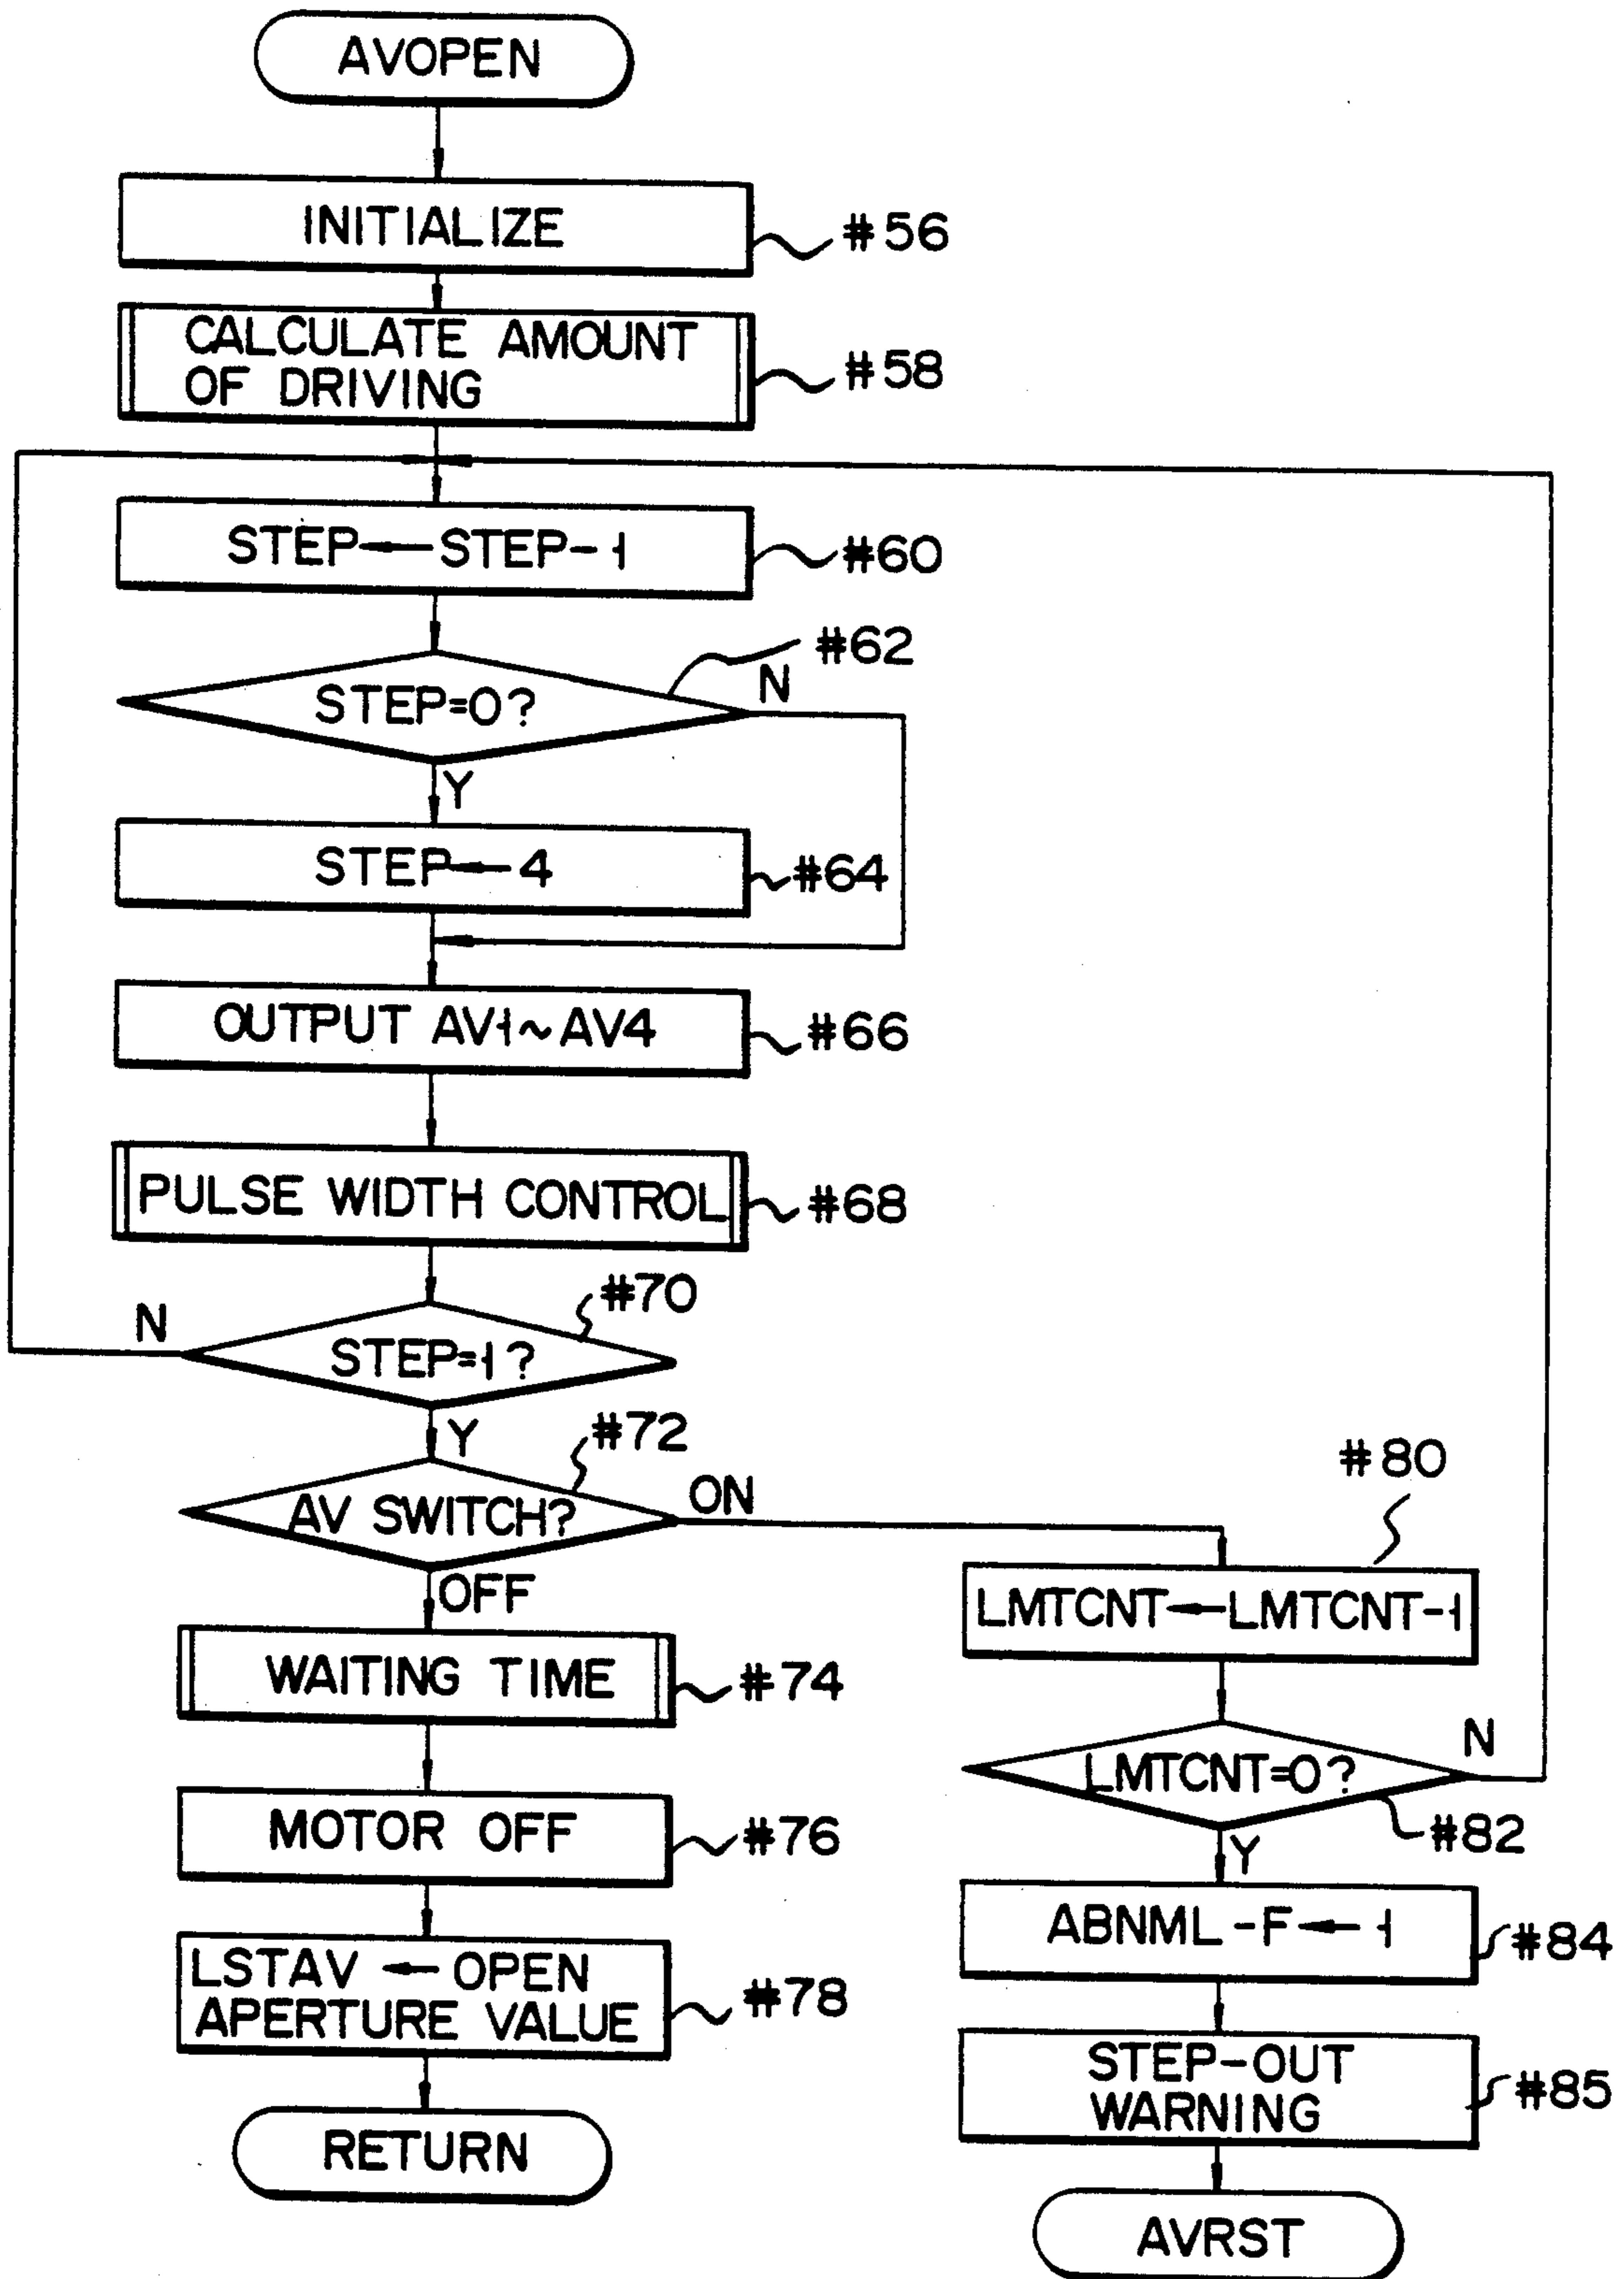 AVOPEN
INITIALIZE
#56
CALCULATE AMOUNT
OF DRIVING
#58
STEP←STEP-1
#60
#62
STEP=0?
N
Y
STEP←4
#64
OUTPUT AV1~AV4
#66
PULSE WIDTH CONTROL
#68
#70
N
STEP=1?
Y
#72
AV SWITCH?
ON
OFF
WAITING TIME
#74
MOTOR OFF
#76
LSTAV ← OPEN
APERTURE VALUE
#78
RETURN
#80
LMTCNT←LMTCNT-1
N
LMTCNT=0?
#82
Y
ABNML-F←1
#84
STEP-OUT
WARNING
#85
AVRST